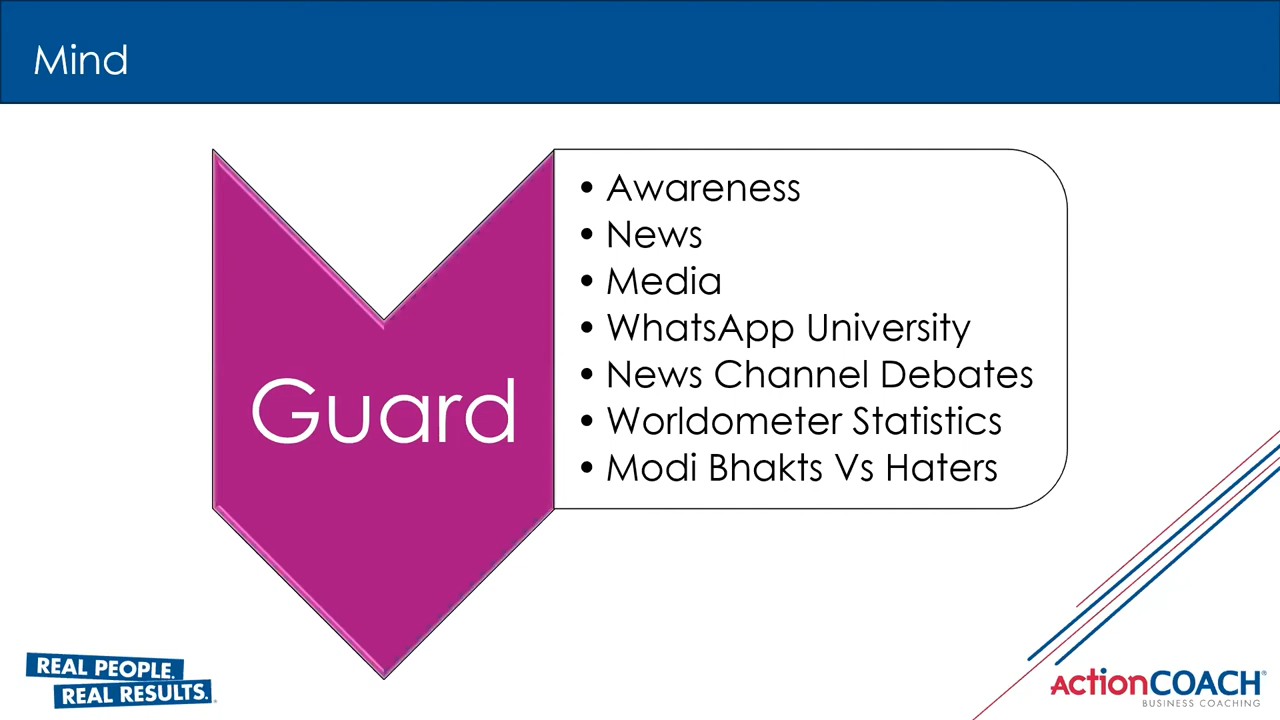 Mind
Guard
• Awareness
• News
• Media
• WhatsApp University
• News Channel Debates
• Worldometer Statistics
• Modi Bhakts Vs Haters
REAL PEOPLE.
REAL RESULTS.
ActionCOACH®
BUSINESS COACHING